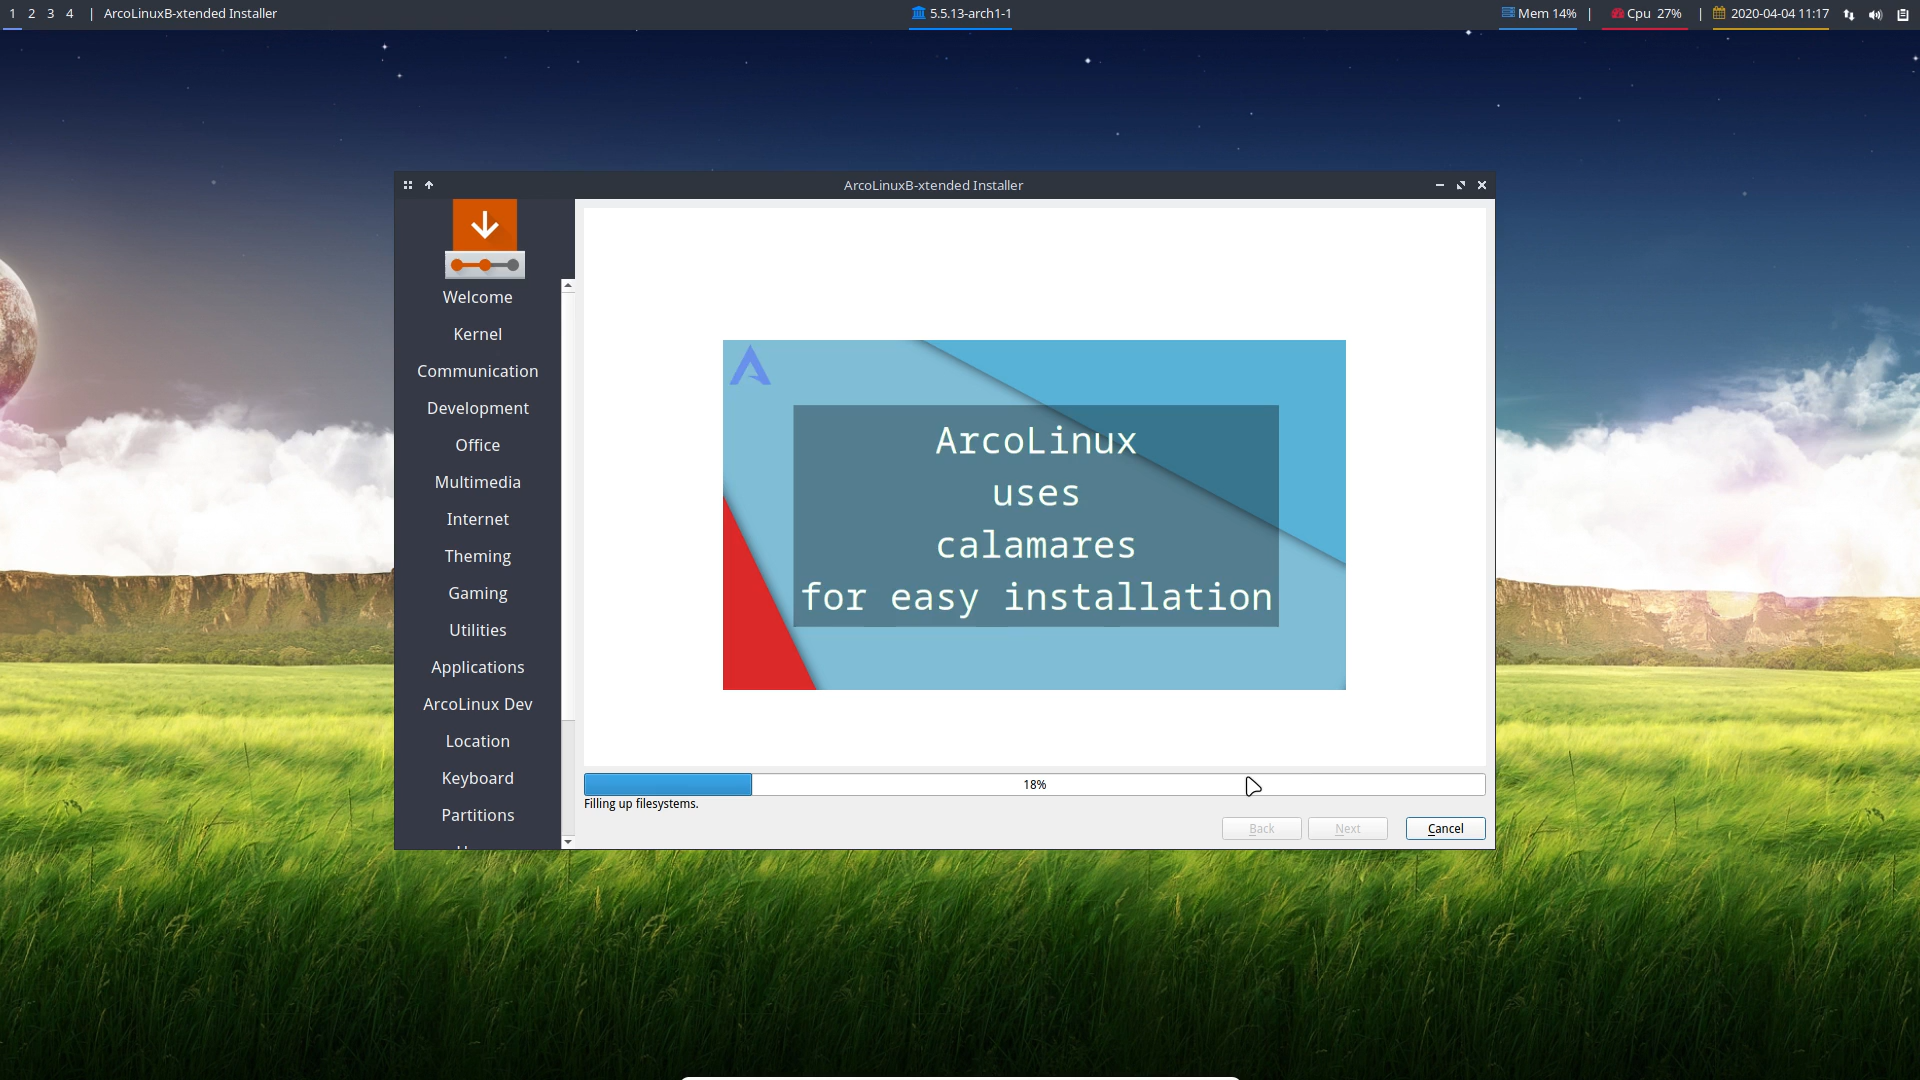 1 2 3 4 | ArcoLinuxB-xtended Installer
5.5.13-arch1-1
Mem 14% | Cpu 27% | 2020-04-04 11:17
ArcoLinuxB-xtended Installer
Welcome
Kernel
Communication
Development
Office
Multimedia
Internet
Theming
Gaming
Utilities
Applications
ArcoLinux Dev
Location
Keyboard
Partitions
ArcoLinux
uses
calamares
for easy installation
18%
Filling up filesystems.
Back
Next
Cancel